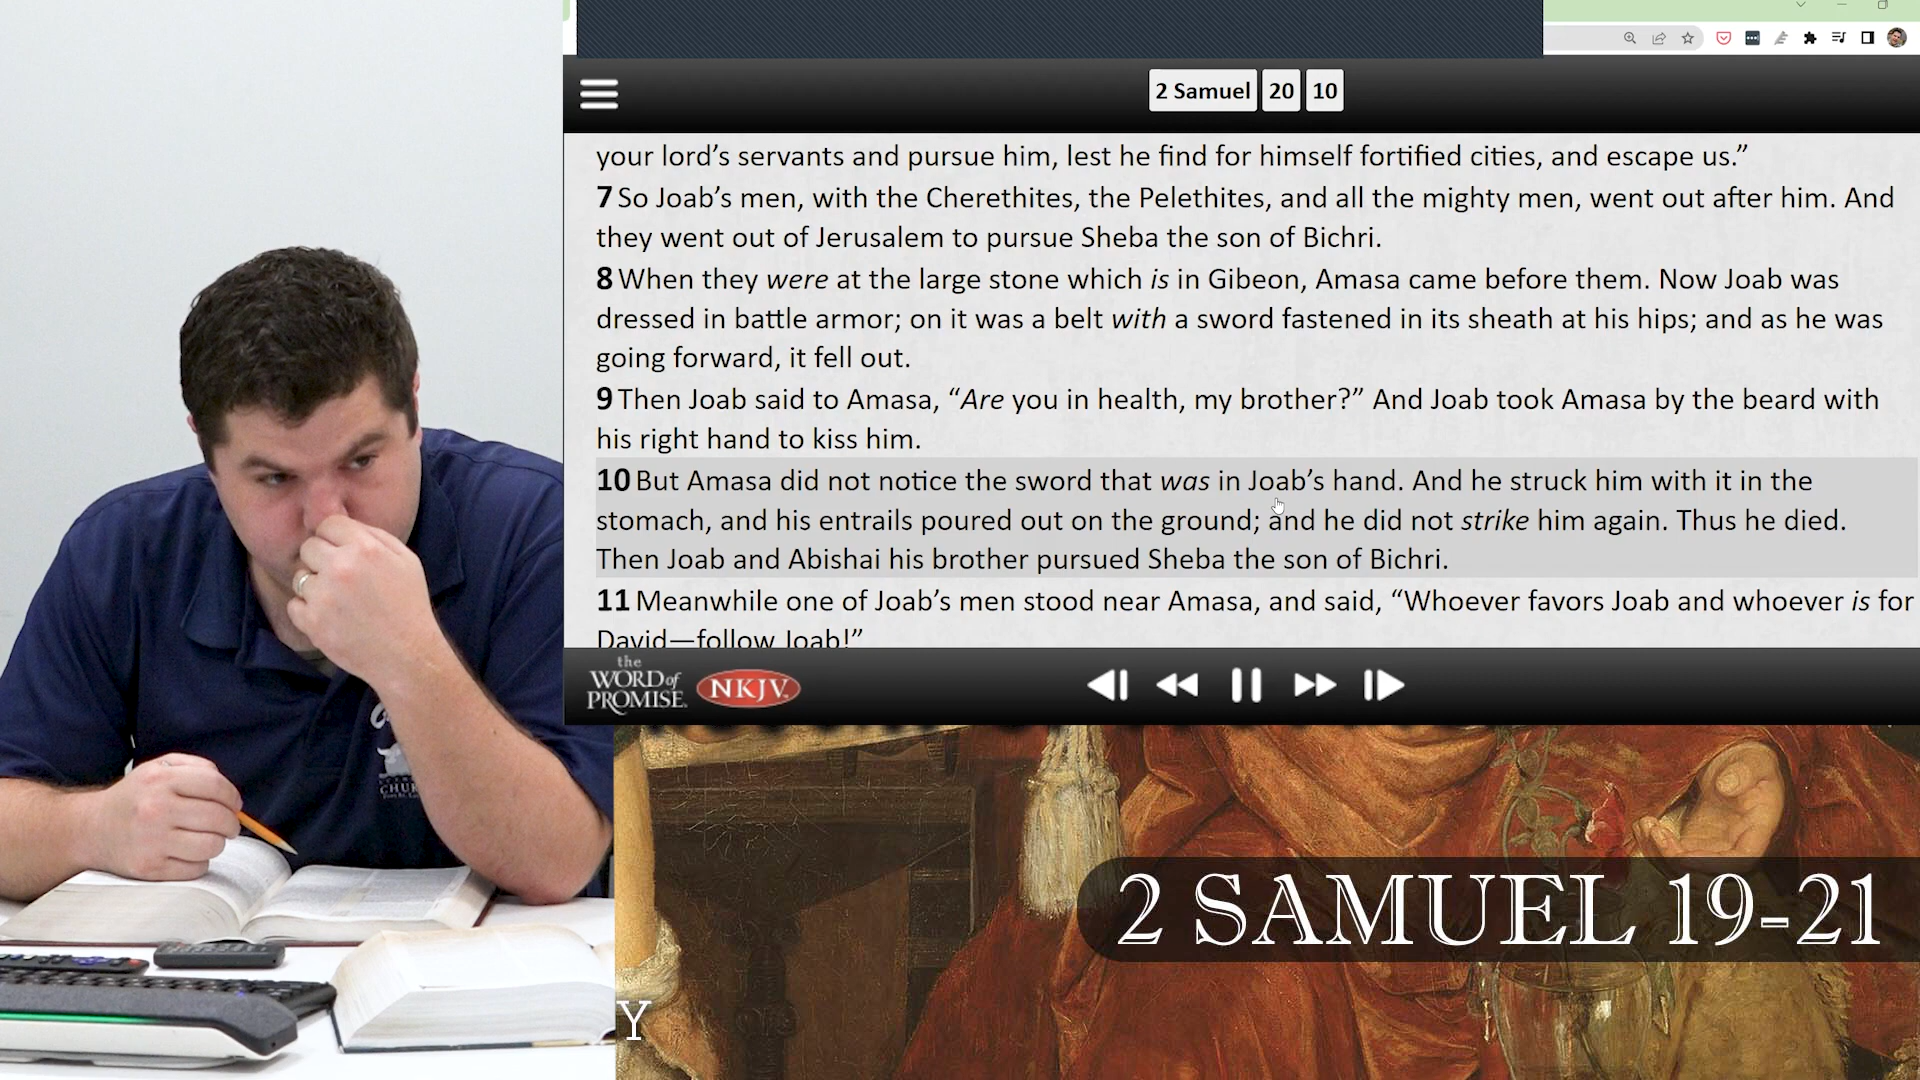 2 Samuel 20 10
your lord’s servants and pursue him, lest he find for himself fortified cities, and escape us.”
7 So Joab’s men, with the Cherethites, the Pelethites, and all the mighty men, went out after him. And
they went out of Jerusalem to pursue Sheba the son of Bichri.
8 When they were at the large stone which is in Gibeon, Amasa came before them. Now Joab was
dressed in battle armor; on it was a belt with a sword fastened in its sheath at his hips; and as he was
going forward, it fell out.
9 Then Joab said to Amasa, “Are you in health, my brother?” And Joab took Amasa by the beard with
his right hand to kiss him.
10 But Amasa did not notice the sword that was in Joab’s hand. And he struck him with it in the
stomach, and his entrails poured out on the ground; and he did not strike him again. Thus he died.
Then Joab and Abishai his brother pursued Sheba the son of Bichri.
11 Meanwhile one of Joab’s men stood near Amasa, and said, “Whoever favors Joab and whoever is for
David—follow Joab!”
the
WORD of
PROMISE
NKJV
2 SAMUEL 19-21
Y